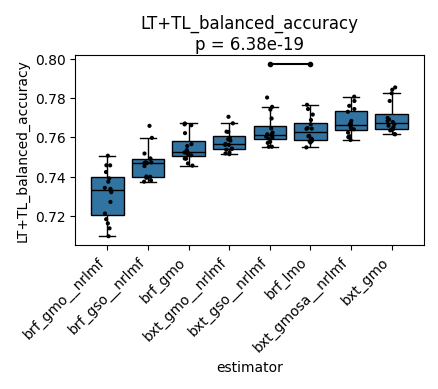 LT+TL_balanced_accuracy
p = 6.38e-19
LT+TL_balanced_accuracy
0.80
0.78
0.76
0.74
0.72
brf_gmo__nrlmf
brf_gso__nrlmf
brf_gmo
bxt_gmo__nrlmf
bxt_gso__nrlmf
brf_lmo
bxt_gmosa__nrlmf
bxt_gmo
estimator